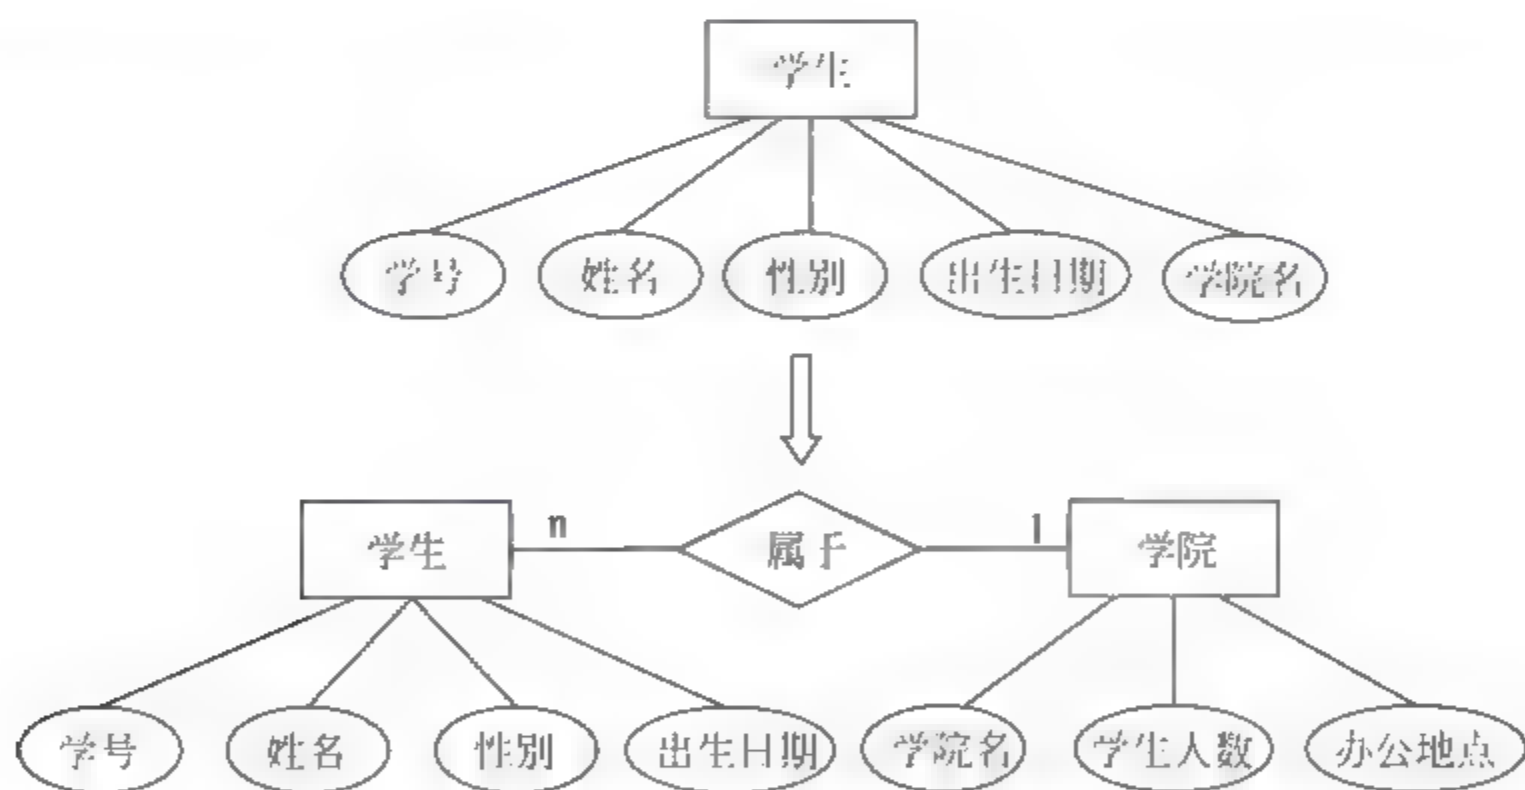 学生
学号 姓名 性别 出生日期 学院名
学生 n 属于 1 学院
学号 姓名 性别 出生日期 学院名 学生人数 办公地点